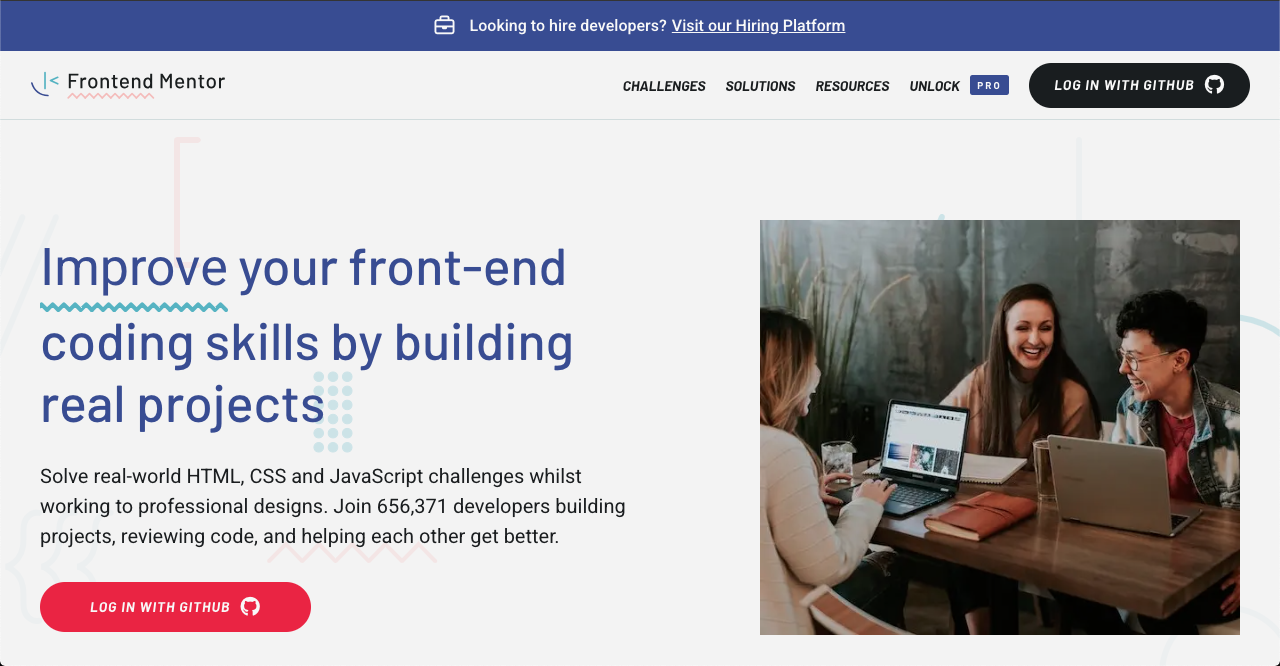 Looking to hire developers? Visit our Hiring Platform
Frontend Mentor
CHALLENGES
SOLUTIONS
RESOURCES
UNLOCK PRO
LOG IN WITH GITHUB
Improve your front-end
coding skills by building
real projects
Solve real-world HTML, CSS and JavaScript challenges whilst
working to professional designs. Join 656,371 developers building
projects, reviewing code, and helping each other get better.
LOG IN WITH GITHUB